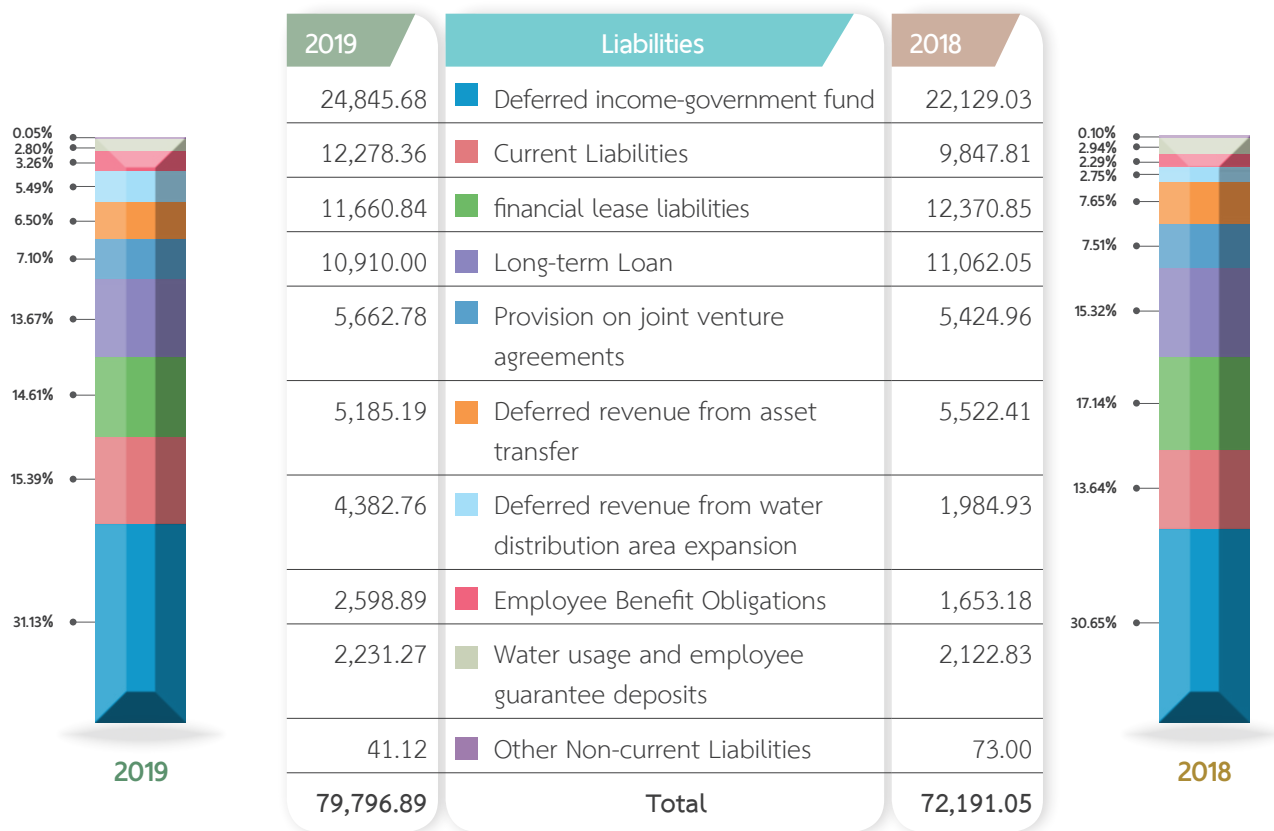 2019 Liabilities 2018
24,845.68 Deferred income-government fund 22,129.03
12,278.36 Current Liabilities 9,847.81
11,660.84 financial lease liabilities 12,370.85
10,910.00 Long-term Loan 11,062.05
5,662.78 Provision on joint venture 5,424.96
agreements
5,185.19 Deferred revenue from asset 5,522.41
transfer
4,382.76 Deferred revenue from water 1,984.93
distribution area expansion
2,598.89 Employee Benefit Obligations 1,653.18
2,231.27 Water usage and employee 2,122.83
guarantee deposits
41.12 Other Non-current Liabilities 73.00
79,796.89 Total 72,191.05
0.05%
2.80%
3.26%
5.49%
6.50%
7.10%
13.67%
14.61%
15.39%
31.13%
2019
0.10%
2.94%
2.29%
2.75%
7.65%
7.51%
15.32%
17.14%
13.64%
30.65%
2018